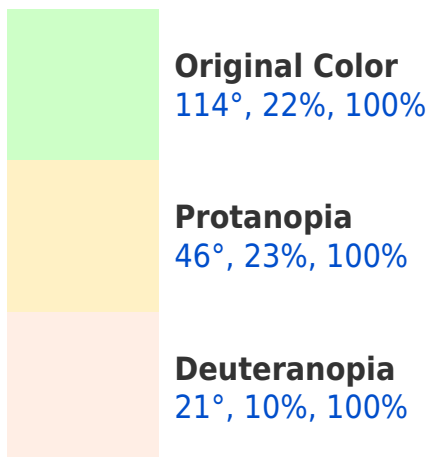 Original Color
114°, 22%, 100%
Protanopia
46°, 23%, 100%
Deuteranopia
21°, 10%, 100%